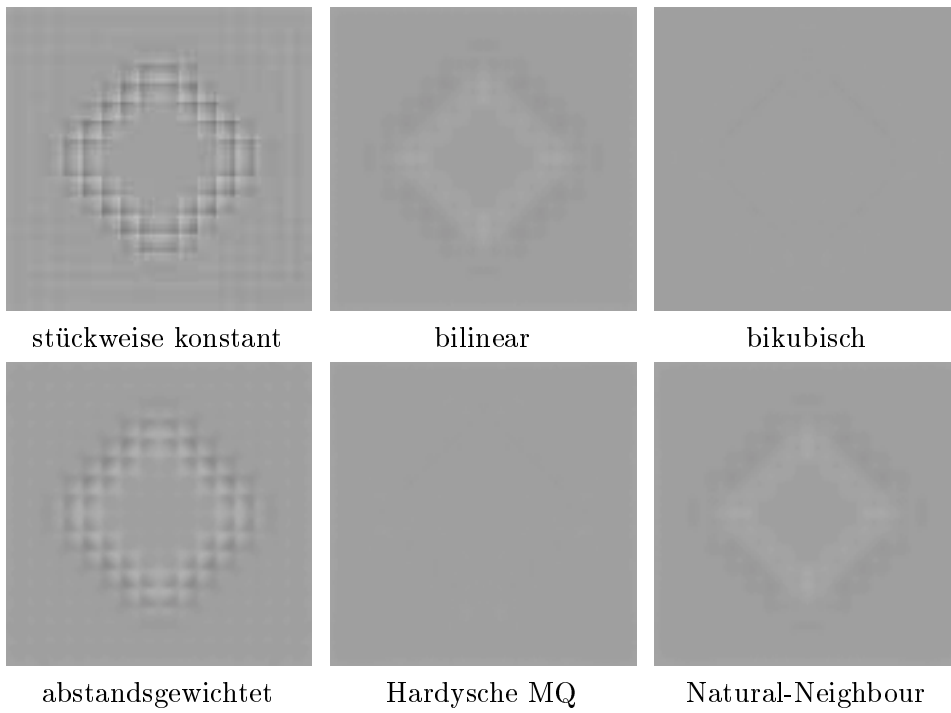 stückweise konstant
bilinear
bikubisch
abstandsgewichtet
Hardysche MQ
Natural-Neighbour